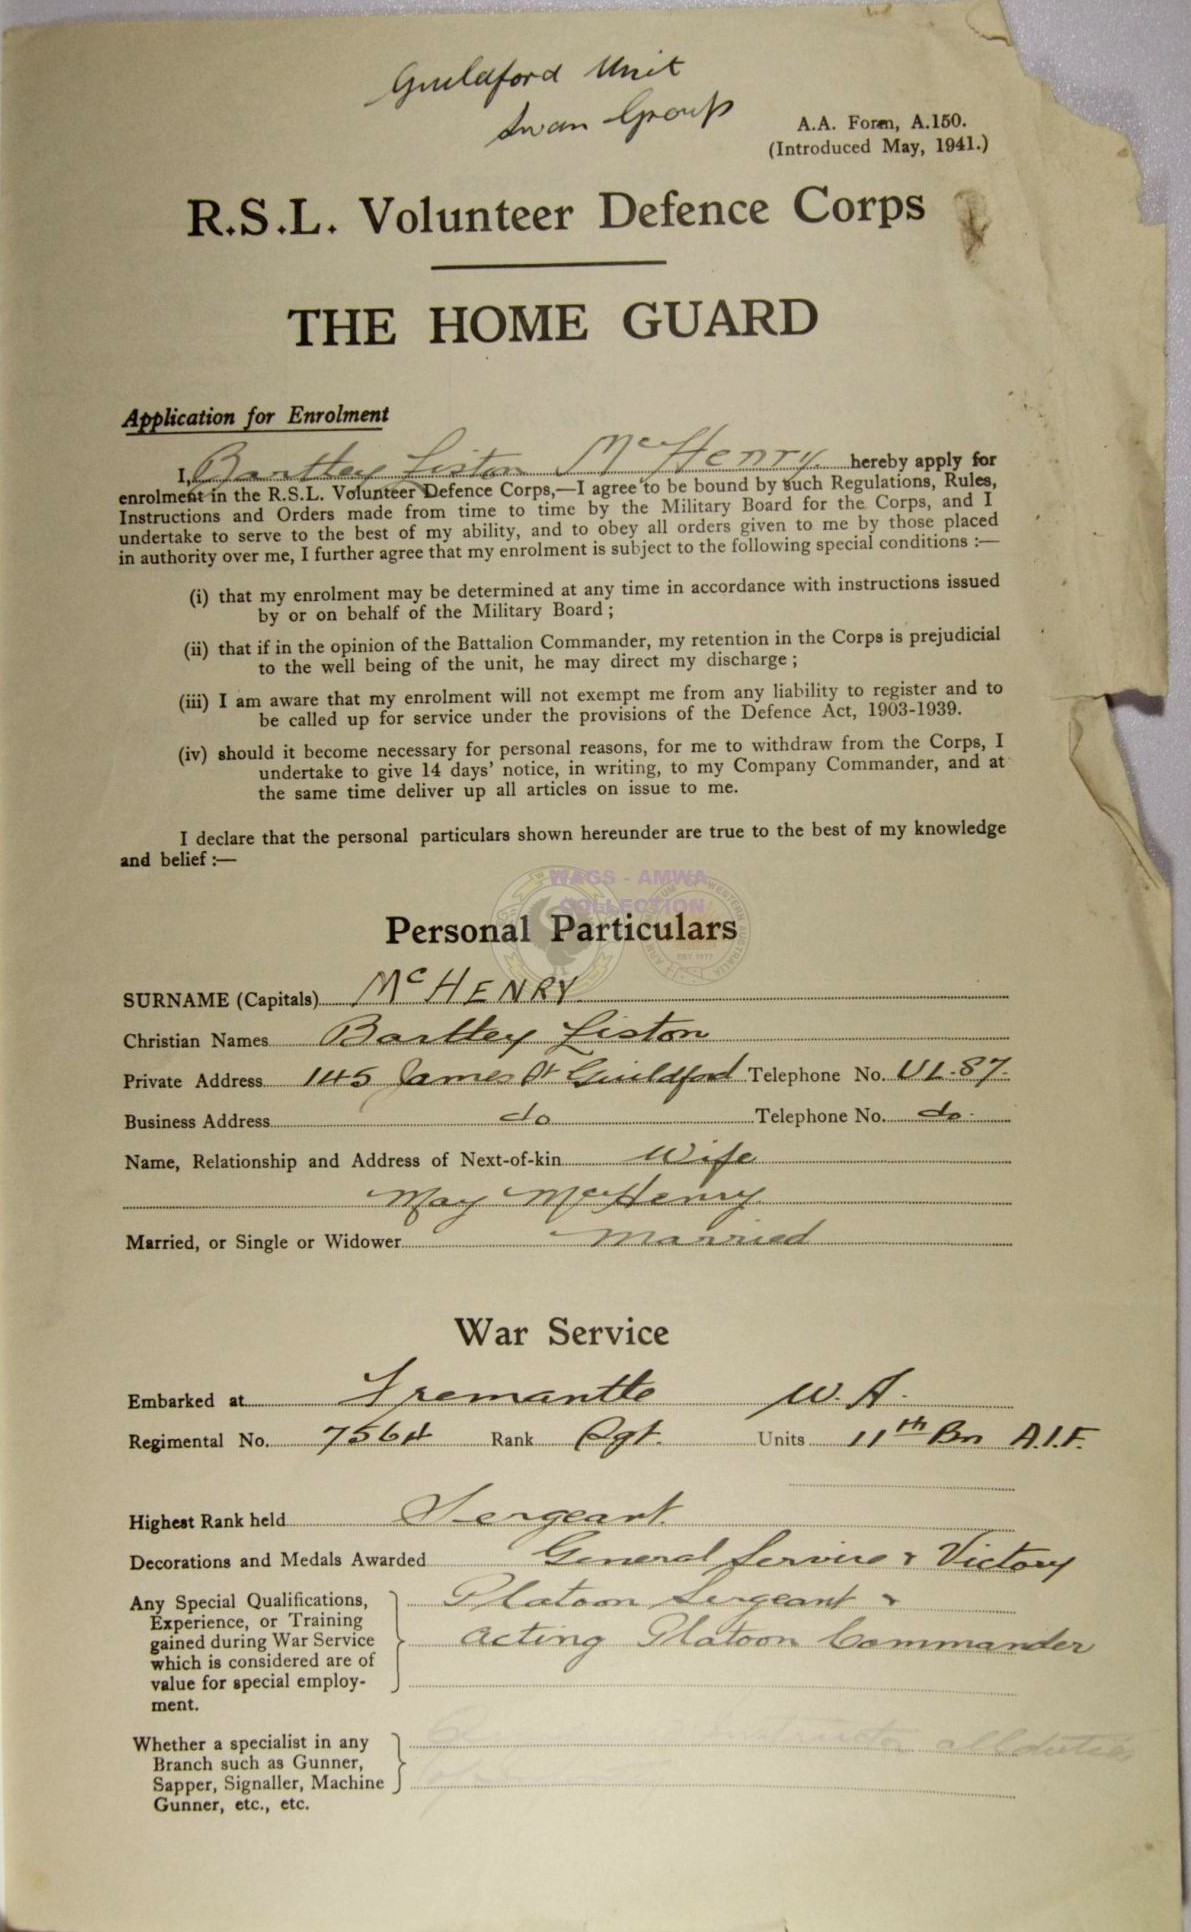 Guildford Unit
Swan Group
A.A. Form, A.150.
(Introduced May, 1941.)
R.S.L. Volunteer Defence Corps
THE HOME GUARD
Application for Enrolment
I, Bartley Liston McHenry hereby apply for
enrolment in the R.S.L. Volunteer Defence Corps,—I agree to be bound by such Regulations, Rules,
Instructions and Orders made from time to time by the Military Board for the Corps, and I
undertake to serve to the best of my ability, and to obey all orders given to me by those placed
in authority over me, I further agree that my enrolment is subject to the following special conditions :—
(i) that my enrolment may be determined at any time in accordance with instructions issued
by or on behalf of the Military Board ;
(ii) that if in the opinion of the Battalion Commander, my retention in the Corps is prejudicial
to the well being of the unit, he may direct my discharge ;
(iii) I am aware that my enrolment will not exempt me from any liability to register and to
be called up for service under the provisions of the Defence Act, 1903-1939.
(iv) should it become necessary for personal reasons, for me to withdraw from the Corps, I
undertake to give 14 days' notice, in writing, to my Company Commander, and at
the same time deliver up all articles on issue to me.
I declare that the personal particulars shown hereunder are true to the best of my knowledge
and belief :—
WAGS - AMWA
COLLECTION
Personal Particulars
SURNAME (Capitals) McHENRY
Christian Names Bartley Liston
Private Address 145 James St Guildford Telephone No. UL.87.
Business Address do Telephone No. do.
Name, Relationship and Address of Next-of-kin Wife
May McHenry
Married, or Single or Widower Married
War Service
Embarked at Fremantle W.A.
Regimental No. 7564 Rank Sgt. Units 11th Bn A.I.F.
Highest Rank held Sergeant.
Decorations and Medals Awarded General Service & Victory
Any Special Qualifications, Platoon Sergeant &
Experience, or Training
gained during War Service acting Platoon Commander
which is considered are of
value for special employ-
ment.
Whether a specialist in any instructor all duties
Branch such as Gunner,
Sapper, Signaller, Machine
Gunner, etc., etc.